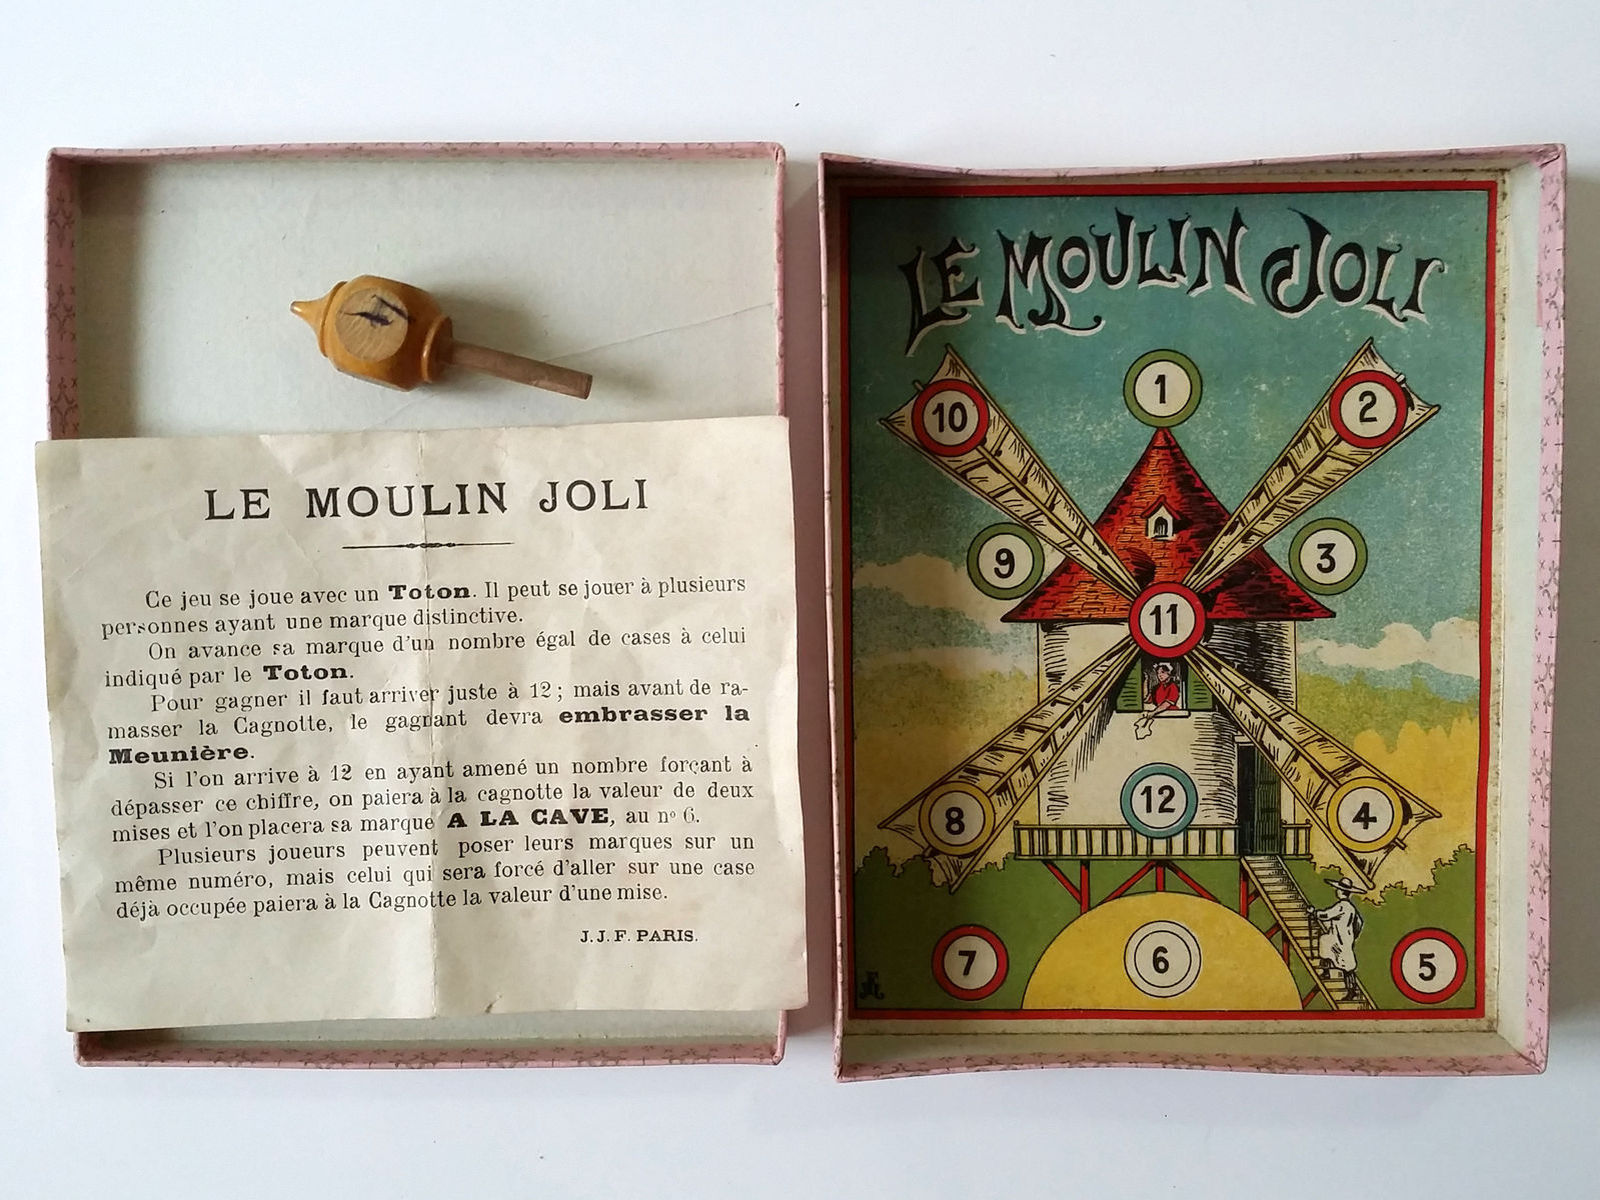 4
LE MOULIN JOLI
Ce jeu se joue avec un Toton. Il peut se jouer à plusieurs
personnes ayant une marque distinctive.
On avance sa marque d'un nombre égal de cases à celui
indiqué par le Toton.
Pour gagner il faut arriver juste à 12 ; mais avant de ra-
masser la Cagnotte, le gagnant devra embrasser la
Meunière.
Si l'on arrive à 12 en ayant amené un nombre forçant à
dépasser ce chiffre, on paiera à la cagnotte la valeur de deux
mises et l'on placera sa marque A LA CAVE, au nº 6.
Plusieurs joueurs peuvent poser leurs marques sur un
même numéro, mais celui qui sera forcé d'aller sur une case
déjà occupée paiera à la Cagnotte la valeur d'une mise.
J. J. F. PARIS.
LE MOULIN JOLI
1
10
2
9
3
11
12
8
4
7
6
5